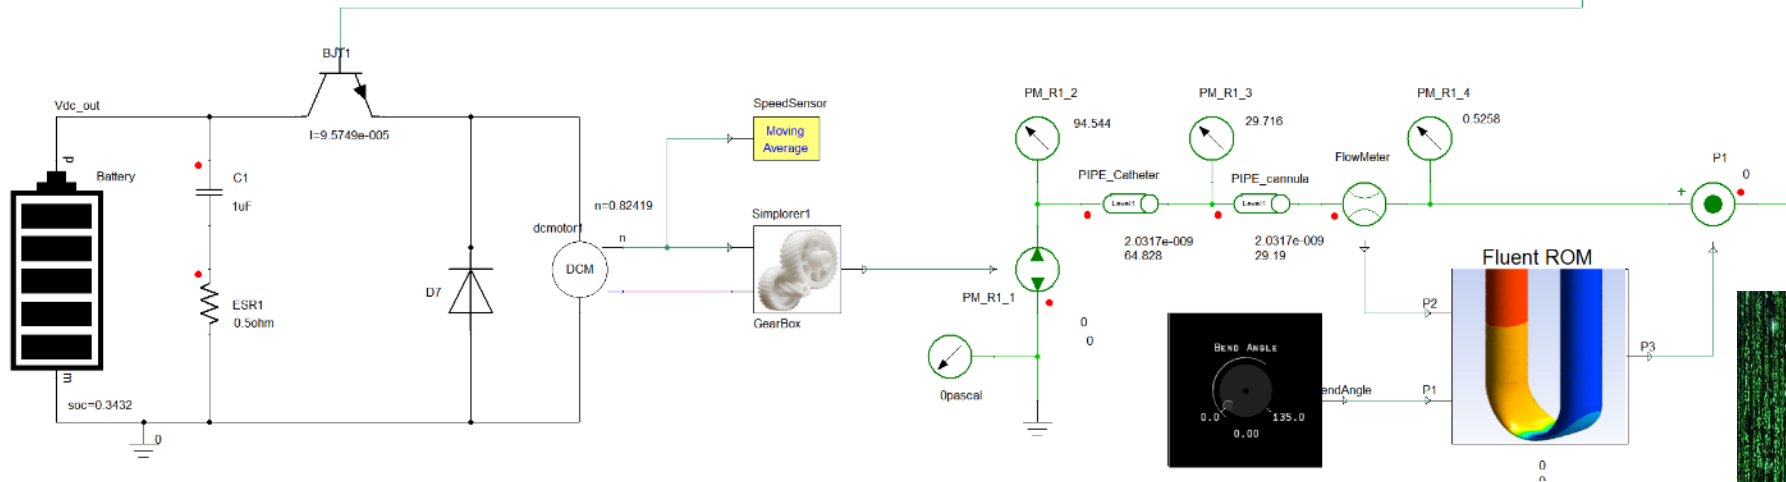 BJT1
Vdc_out
I=9.5749e-005
p
Battery
C1
1uF
ESR1
0.5ohm
m
soc=0.3432
0
D7
SpeedSensor
Moving
Average
n=0.82419
Simplorer1
dcmotor1
n
DCM
GearBox
PM_R1_2
94.544
PM_R1_3
29.716
PM_R1_4
0.5258
FlowMeter
P1
0
PIPE_Catheter
Level1
PIPE_cannula
Level1
2.0317e-009
64.828
2.0317e-009
29.19
+
PM_R1_1
0
0
0pascal
BEND ANGLE
0.0
135.0
0.00
endAngle
P1
P2
Fluent ROM
P3
0